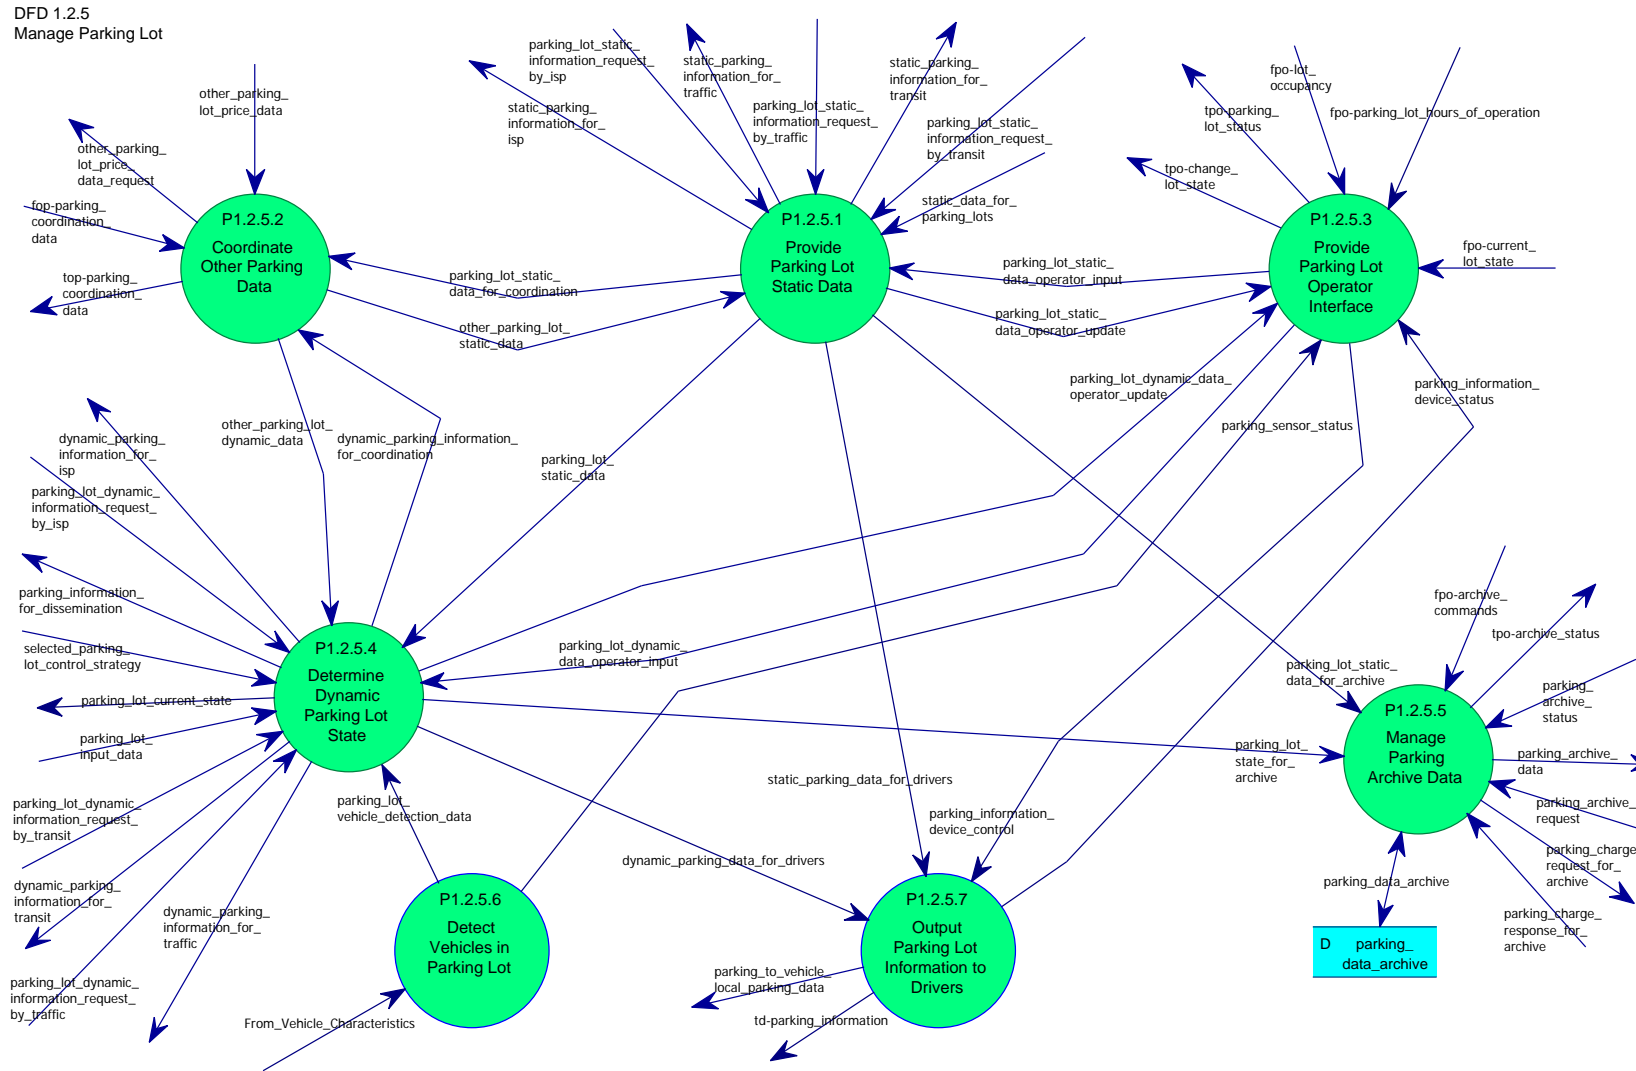 DFD 1.2.5
Manage Parking Lot
other_parking_
lot_price_data
other_parking_
lot_price_
data_request
fop-parking_
coordination_
data
top-parking_
coordination_
data
P1.2.5.2
Coordinate
Other Parking
Data
parking_lot_static_
information_request_
by_isp
static_parking_
information_for_
isp
static_parking_
information_for_
traffic
parking_lot_static_
information_request_
by_traffic
static_parking_
information_for_
transit
parking_lot_static_
information_request_
by_transit
static_data_for_
parking_lots
P1.2.5.1
Provide
Parking Lot
Static Data
fpo-lot_
occupancy
tpo-parking_
lot_status
fpo-parking_lot_hours_of_operation
tpo-change_
lot_state
fpo-current_
lot_state
P1.2.5.3
Provide
Parking Lot
Operator
Interface
parking_lot_static_
data_for_coordination
other_parking_lot_
static_data
parking_lot_static_
data_operator_input
parking_lot_static_
data_operator_update
parking_lot_dynamic_data_
operator_update
parking_information_
device_status
parking_sensor_status
other_parking_lot_
dynamic_data
dynamic_parking_information_
for_coordination
parking_lot_
static_data
dynamic_parking_
information_for_
isp
parking_lot_dynamic_
information_request_
by_isp
parking_information_
for_dissemination
selected_parking_
lot_control_strategy
parking_lot_current_state
parking_lot_
input_data
parking_lot_dynamic_
information_request_
by_transit
dynamic_parking_
information_for_
transit
parking_lot_dynamic_
information_request_
by_traffic
dynamic_parking_
information_for_
traffic
P1.2.5.4
Determine
Dynamic
Parking Lot
State
parking_lot_dynamic_
data_operator_input
parking_lot_
vehicle_detection_data
static_parking_data_for_drivers
parking_information_
device_control
dynamic_parking_data_for_drivers
parking_lot_
state_for_
archive
parking_lot_static_
data_for_archive
fpo-archive_
commands
tpo-archive_status
parking_
archive_
status
parking_archive_
data
parking_archive_
request
parking_charge_
request_for_
archive
parking_charge_
response_for_
archive
P1.2.5.5
Manage
Parking
Archive Data
parking_data_archive
D parking_
data_archive
P1.2.5.6
Detect
Vehicles in
Parking Lot
From_Vehicle_Characteristics
P1.2.5.7
Output
Parking Lot
Information to
Drivers
parking_to_vehicle_
local_parking_data
td-parking_information